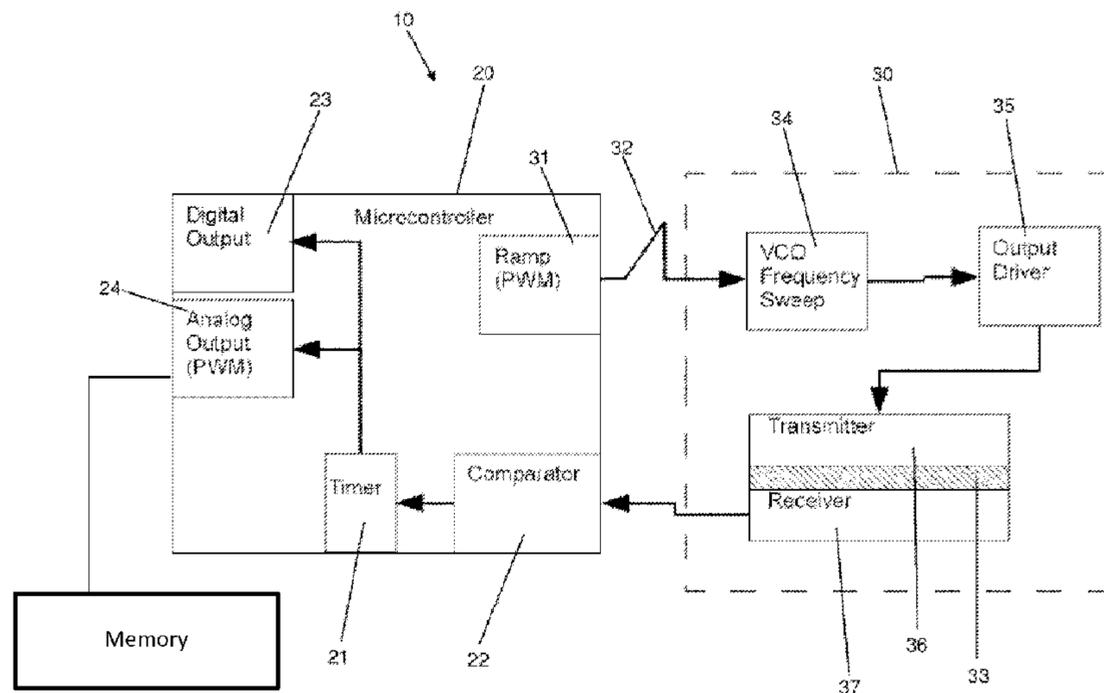 10
20
23
30
35
34
31
32
Digital
Output
Microcontroller
Ramp
(PWM)
VCO
Frequency
Sweep
Output
Driver
24
Analog
Output
(PWM)
Transmitter
Timer
Comparator
Receiver
Memory
21
22
36
33
37